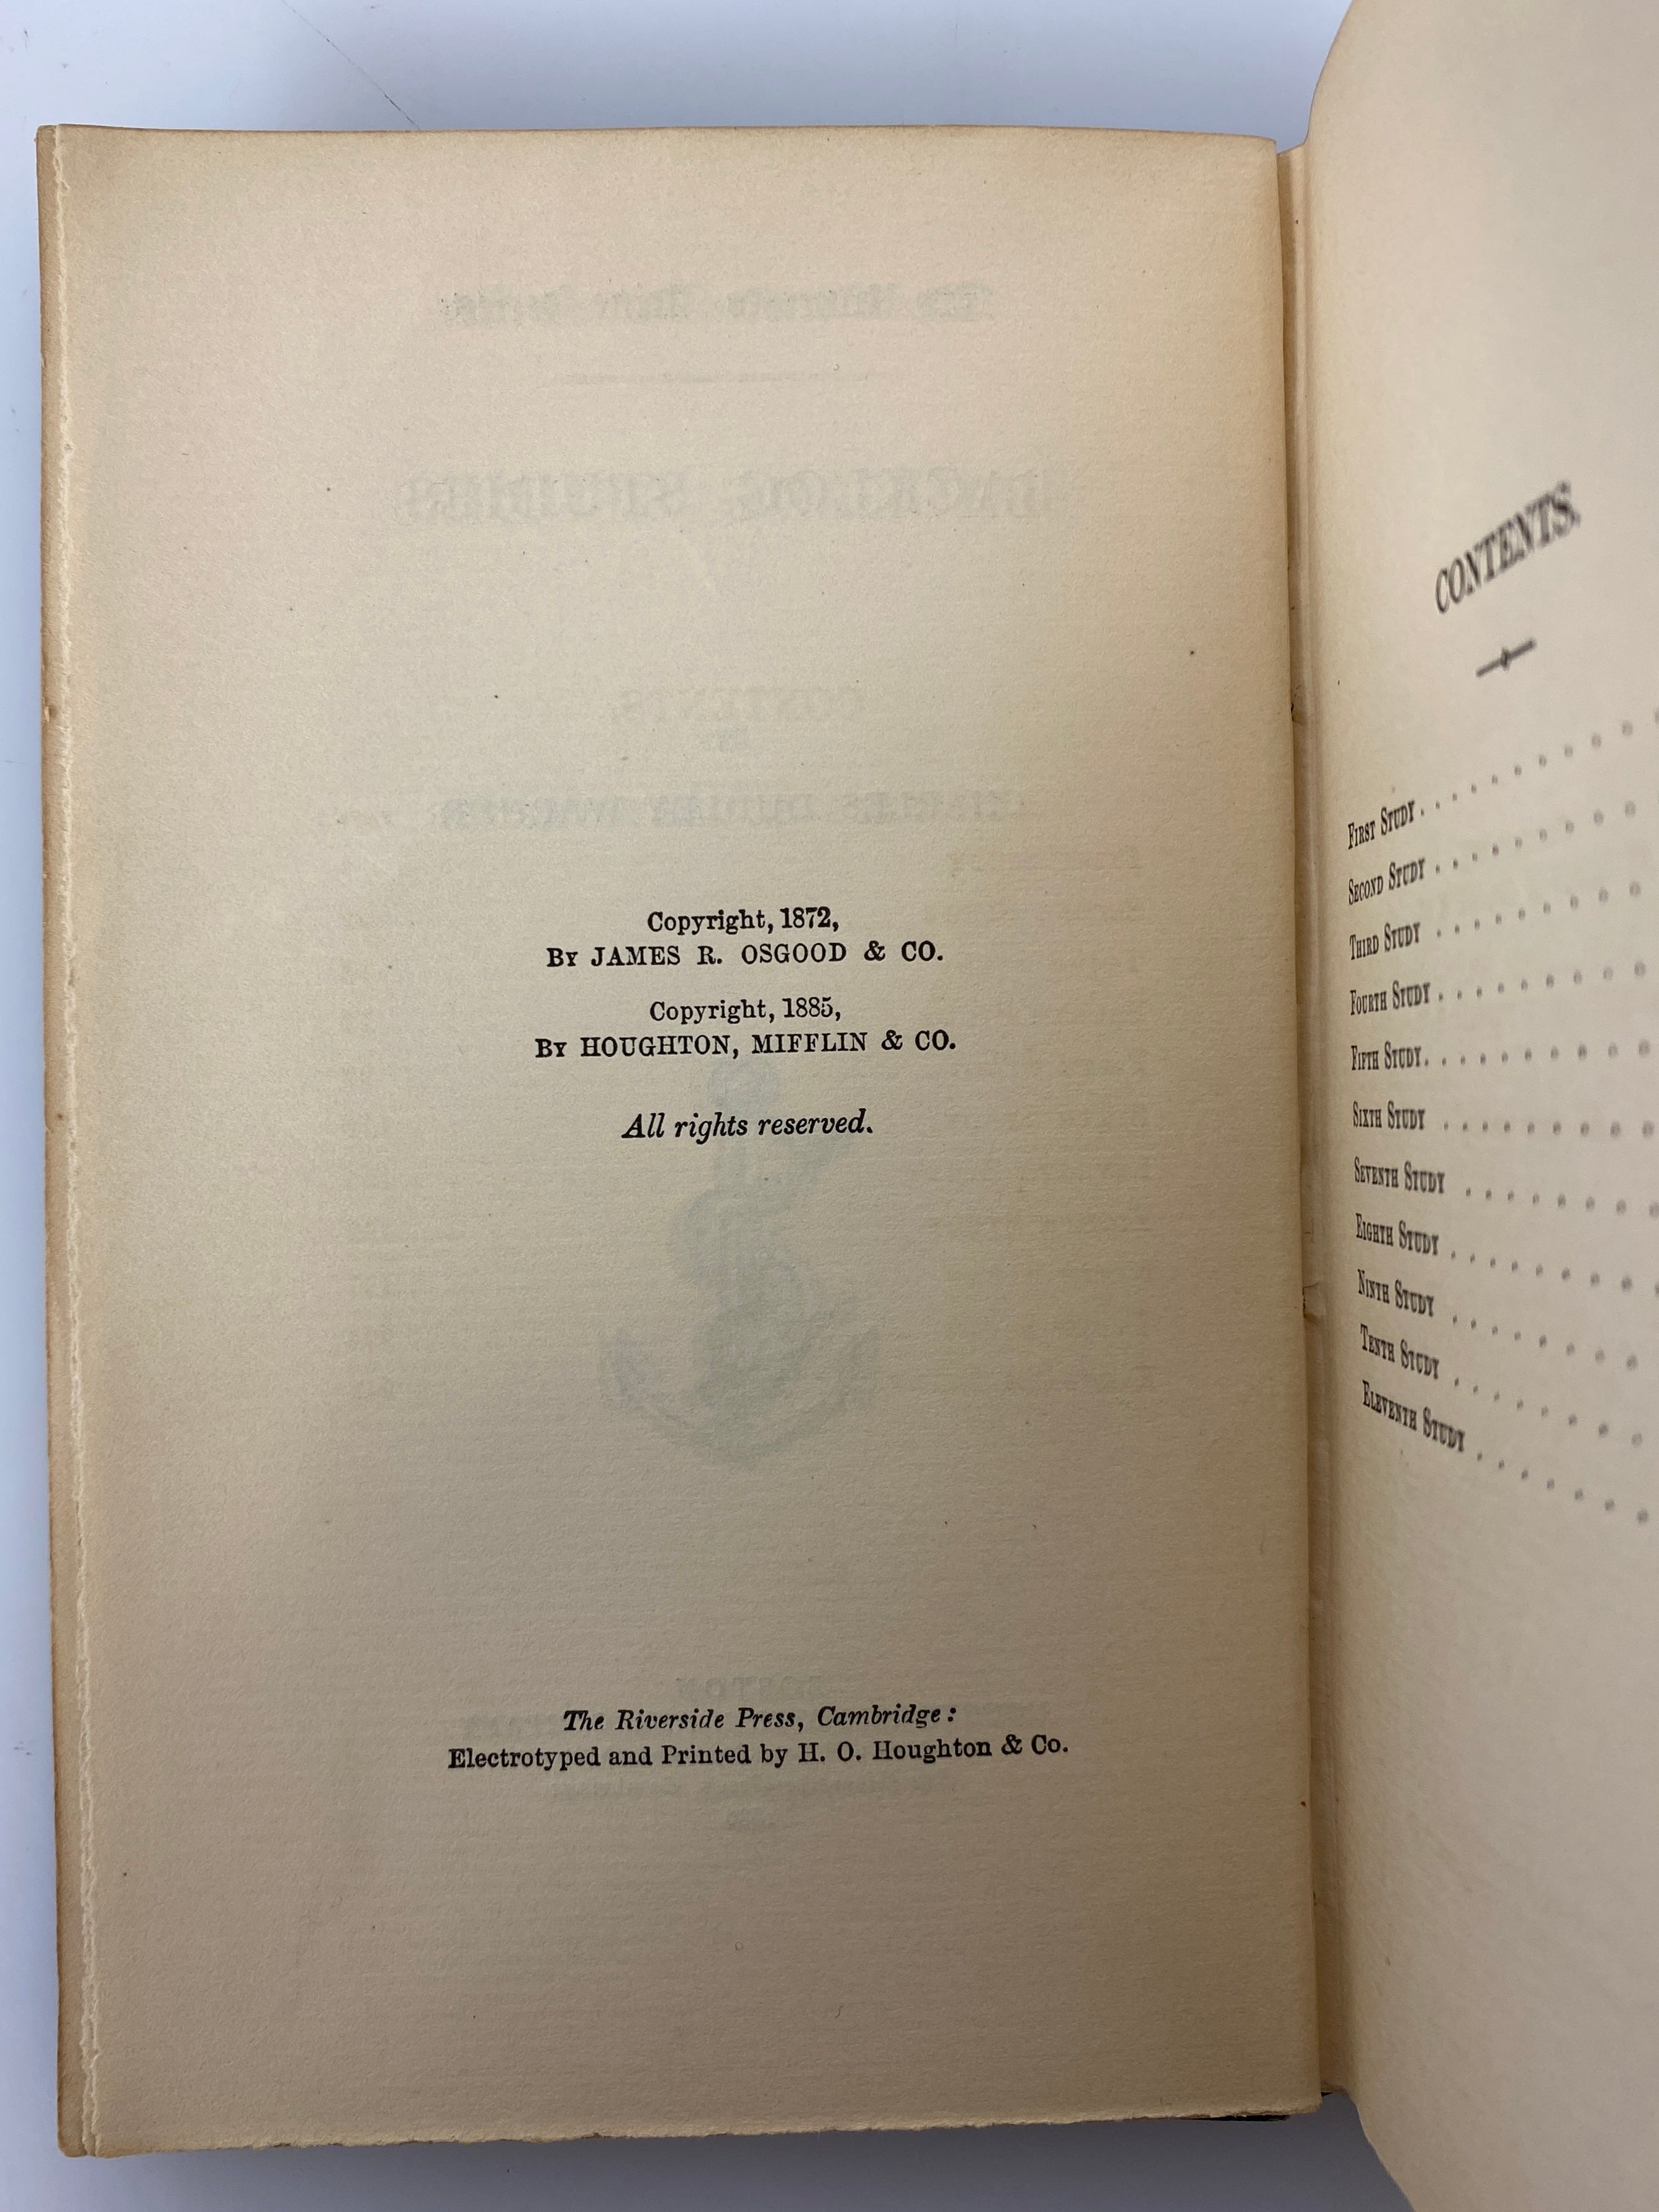 Copyright, 1872,
By JAMES R. OSGOOD & CO.
Copyright, 1885,
By HOUGHTON, MIFFLIN & CO.
All rights reserved.
The Riverside Press, Cambridge:
Electrotyped and Printed by H. O. Houghton & Co.
CONTENTS.
First Study . . . . . . . . .
Second Study . . . . . . . .
Third Study . . . . . . . .
Fourth Study . . . . . . . .
Fifth Study . . . . . . . . .
Sixth Study . . . . . . . .
Seventh Study . . . . . . .
Eighth Study . . . . . . . .
Ninth Study . . . . . . .
Tenth Study . . . . . . .
Eleventh Study . . . . . .